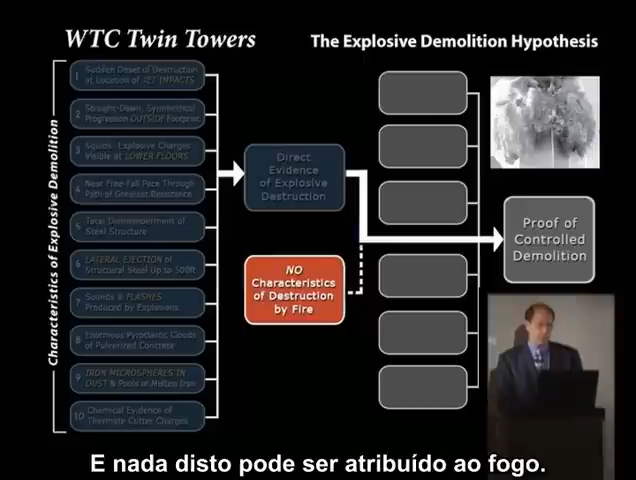 WTC Twin Towers
The Explosive Demolition Hypothesis
Characteristics of Explosive Demolition
1 Sudden Onset of Destruction
at Location of JET IMPACTS
2 Straight-Down, Symmetrical
Progression OUTSIDE Footprint
3 Squibs: Explosive Charges
Visible at LOWER FLOORS
4 Near Free-Fall Pace Through
Path of Greatest Resistance
5 Total Dismemberment of
Steel Structure
6 LATERAL EJECTION of
Structural Steel Up to 500ft
7 Sounds & FLASHES
Produced by Explosions
8 Enormous Pyroclastic Clouds
of Pulverized Concrete
9 IRON MICROSPHERES IN
DUST & Pools of Molten Iron
10 Chemical Evidence of
Thermate Cutter Charges
Direct
Evidence
of Explosive
Destruction
NO
Characteristics
of Destruction
by Fire
Proof of
Controlled
Demolition
E nada disto pode ser atribuído ao fogo.